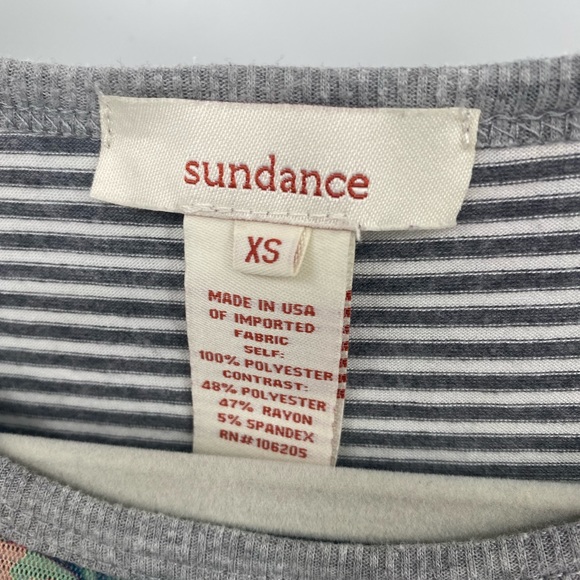 sundance
XS
MADE IN USA
OF IMPORTED
FABRIC
SELF:
100% POLYESTER
CONTRAST:
48% POLYESTER
47% RAYON
5% SPANDEX
RN#106205